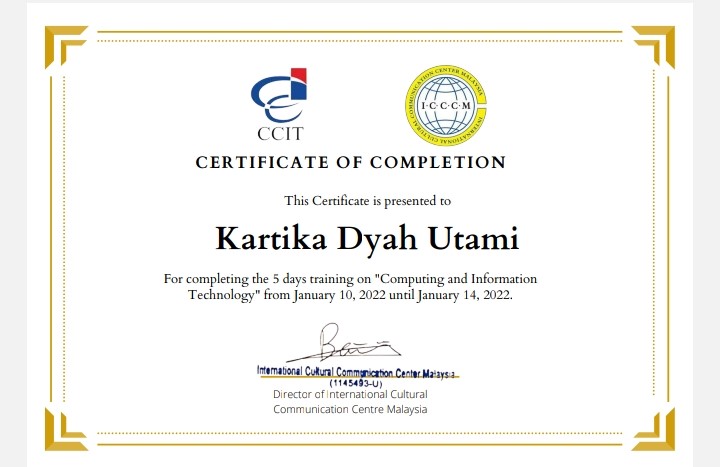 CCIT
INTERNATIONAL CULTURAL COMMUNICATION CENTER MALAYSIA
I·C·C·C·M
CERTIFICATE OF COMPLETION
This Certificate is presented to
Kartika Dyah Utami
For completing the 5 days training on "Computing and Information
Technology" from January 10, 2022 until January 14, 2022.
International Cultural Communication Center Malaysia
(1145493-U)
Director of International Cultural
Communication Centre Malaysia